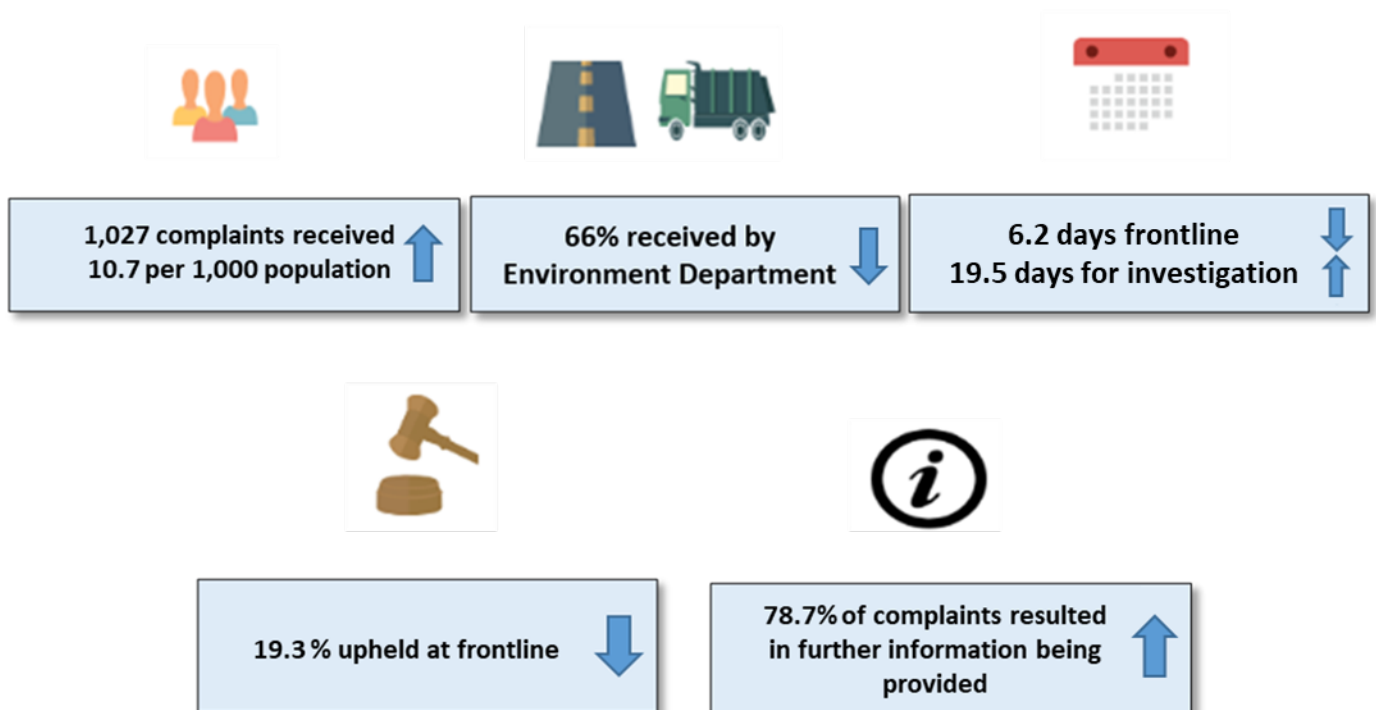 1,027 complaints received
10.7 per 1,000 population
66% received by
Environment Department
6.2 days frontline
19.5 days for investigation
19.3 % upheld at frontline
78.7% of complaints resulted
in further information being
provided